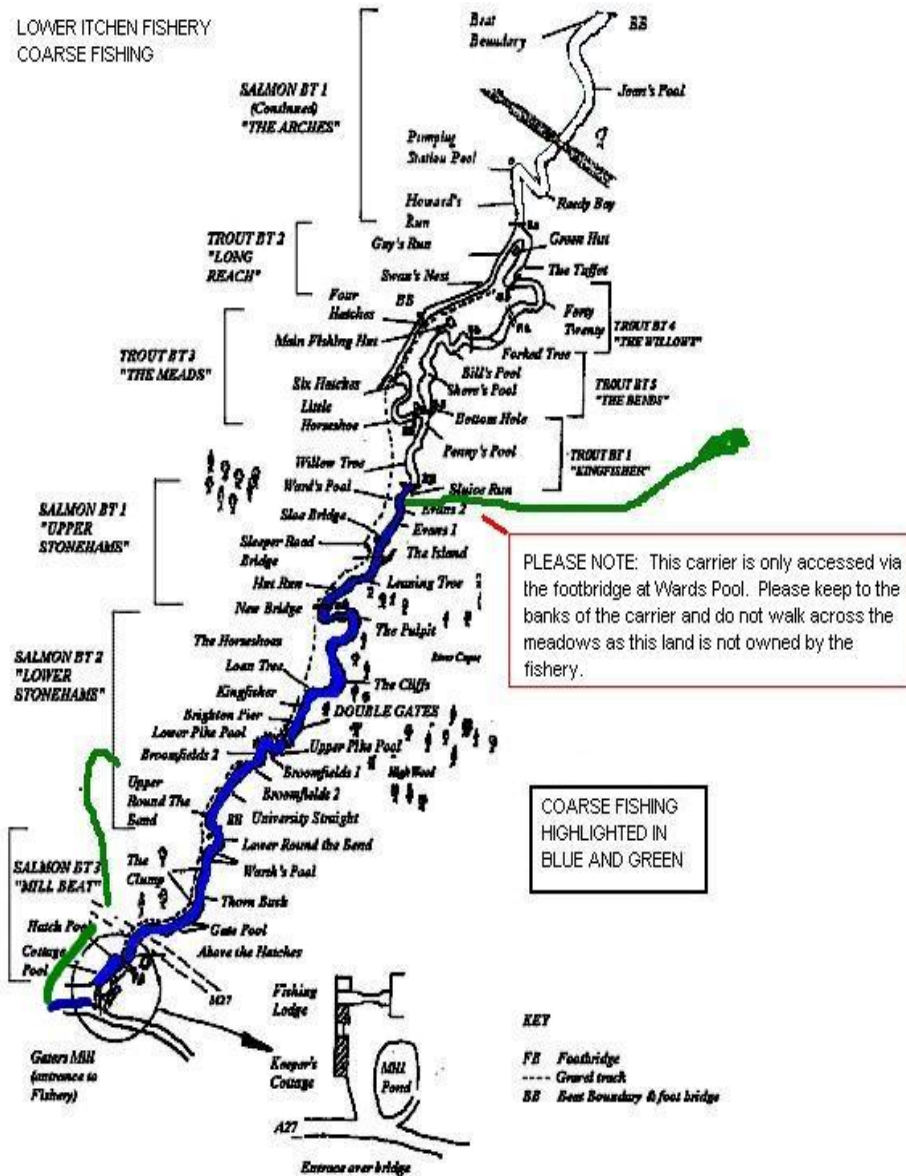 LOWER ITCHEN FISHERY
COARSE FISHING
Beat
Boundary
BB
SALMON BT 1
(Continued)
"THE ARCHES"
Joan's Pool
Pumping
Station Pool
Howard's
Run
Reedy Bay
TROUT BT 2
"LONG
REACH"
Guy's Run
Green Hut
The Tuffet
Swan's Nest
BB
Four
Hatches
Forty
Twenty
TROUT BT 4
"THE WILLOWS"
Main Fishing Hut
TROUT BT 3
"THE MEADS"
Forked Tree
Bill's Pool
Shove's Pool
TROUT BT 5
"THE BENDS"
Six Hatches
Little
Horseshoe
Bottom Hole
Penny's Pool
TROUT BT 1
"KINGFISHER"
Willow Tree
Ward's Pool
Sluice Run
Evans 2
Evans 1
SALMON BT 1
"UPPER
STONEHAMS"
Sloe Bridge
Sleeper Road
Bridge
The Island
Hut Run
Leaning Tree
New Bridge
The Pulpit
PLEASE NOTE: This carrier is only accessed via
the footbridge at Wards Pool. Please keep to the
banks of the carrier and do not walk across the
meadows as this land is not owned by the
fishery.
SALMON BT 2
"LOWER
STONEHAMS"
The Horseshoes
Loan Tree
Kingfisher
The Cliffs
Brighton Pier
DOUBLE GATES
Lower Pike Pool
Upper Pike Pool
Broomfields 2
Broomfields 1
High Wood
Broomfields 2
Upper
Round The
Bend
BB
University Straight
Lower Round the Bend
COARSE FISHING
HIGHLIGHTED IN
BLUE AND GREEN
SALMON BT 3
"MILL BEAT"
The
Clump
Thorn Bush
Gate Pool
Above the Hatches
Hatch Pool
Cottage
Pool
M27
Gaters Mill
(entrance to
Fishery)
Fishing
Lodge
Keeper's
Cottage
Mill
Pond
A27
Entrance over bridge
KEY
FB Footbridge
---- Gravel track
BB Beat Boundary & foot bridge